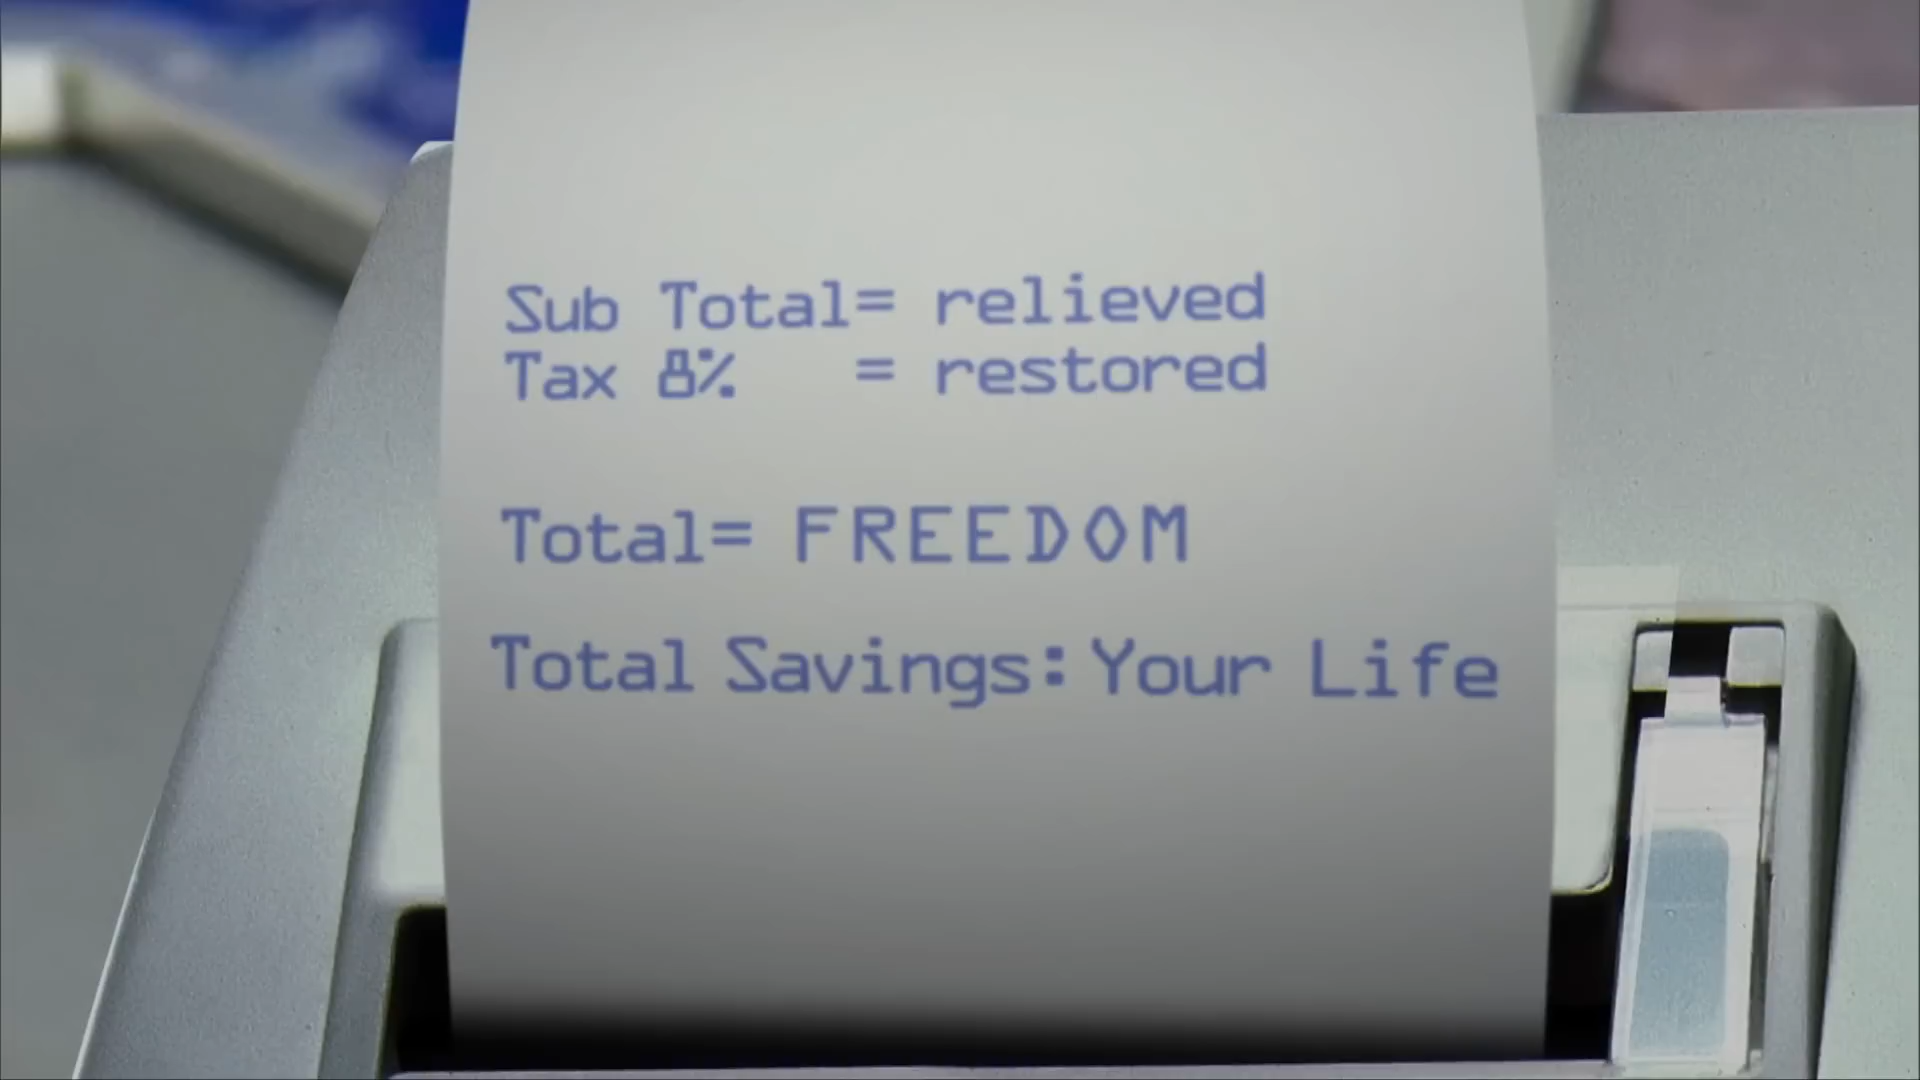 Sub Total= relieved
Tax 8% = restored
Total= FREEDOM
Total Savings: Your Life